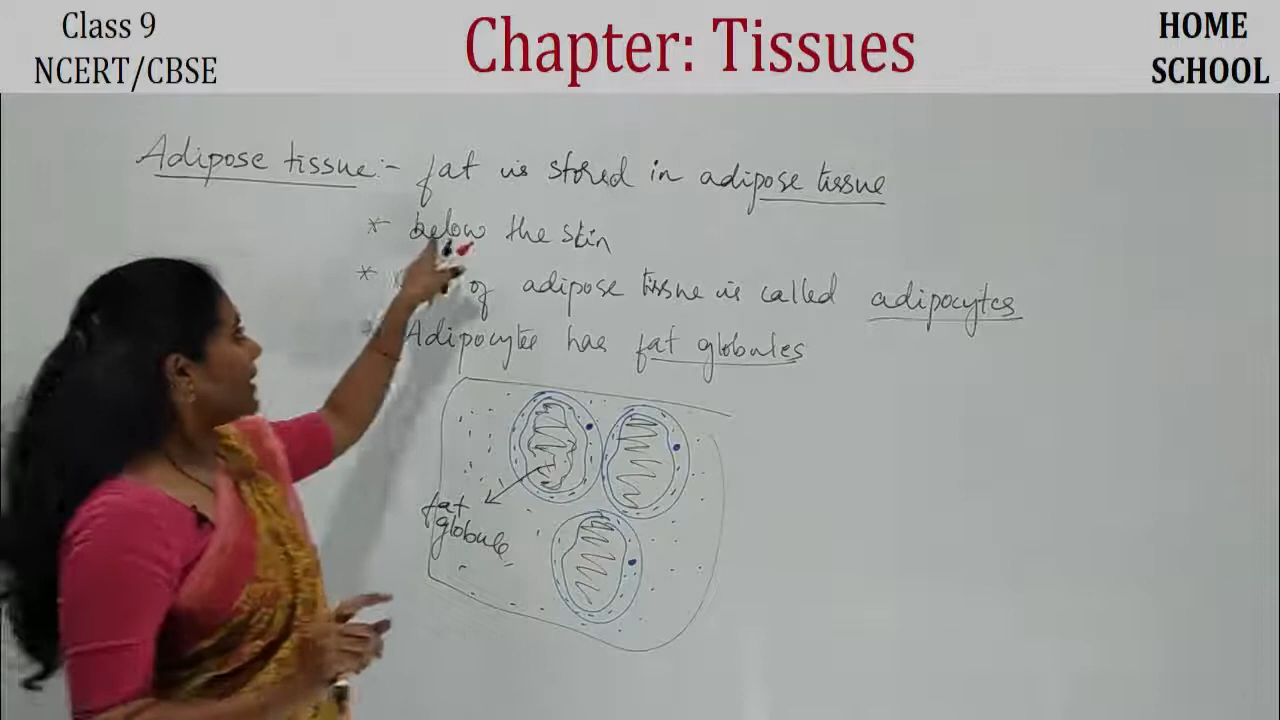 Class 9
NCERT/CBSE
Chapter: Tissues
HOME
SCHOOL
Adipose tissue:- fat is stored in adipose tissue
* below the skin
* of adipose tissue is called adipocytes
* Adipocytes has fat globules
fat
globule